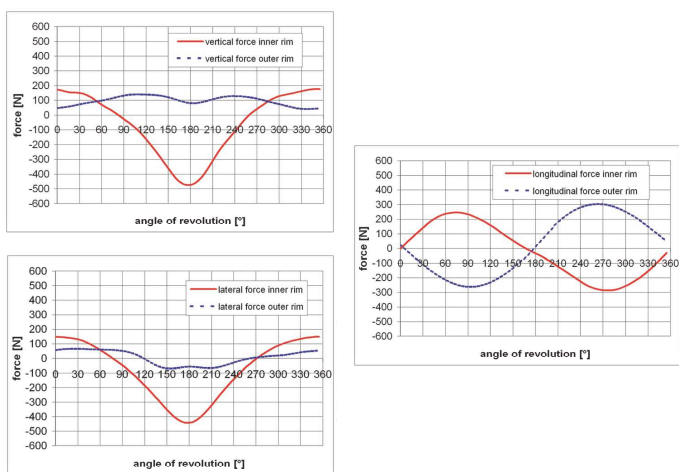 600
500
400
300
200
100
0
-100
-200
-300
-400
-500
-600
force [N]
vertical force inner rim
vertical force outer rim
0 30 60 90 120 150 180 210 240 270 300 330 360
angle of revolution [°]
600
500
400
300
200
100
0
-100
-200
-300
-400
-500
-600
force [N]
longitudinal force inner rim
longitudinal force outer rim
0 30 60 90 120 150 180 210 240 270 300 330 360
angle of revolution [°]
600
500
400
300
200
100
0
-100
-200
-300
-400
-500
-600
force [N]
lateral force inner rim
lateral force outer rim
0 30 60 90 120 150 180 210 240 270 300 330 360
angle of revolution [°]